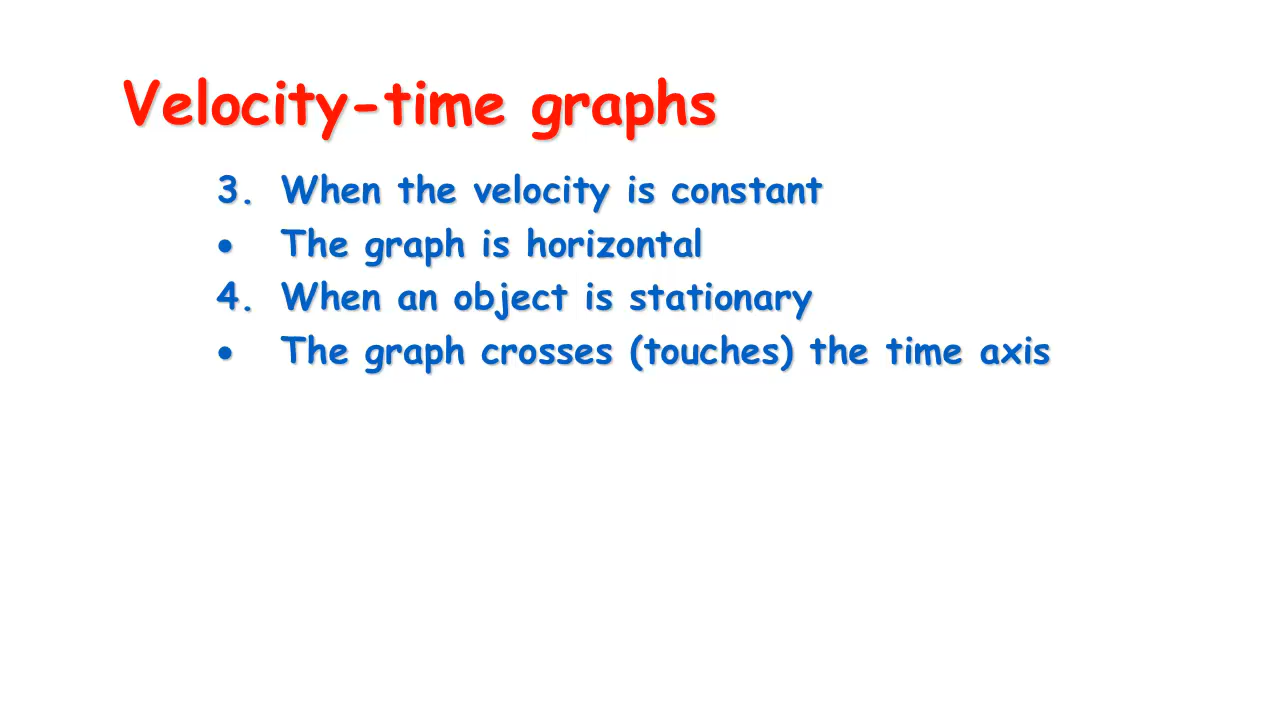 Velocity-time graphs
3. When the velocity is constant
• The graph is horizontal
4. When an object is stationary
• The graph crosses (touches) the time axis